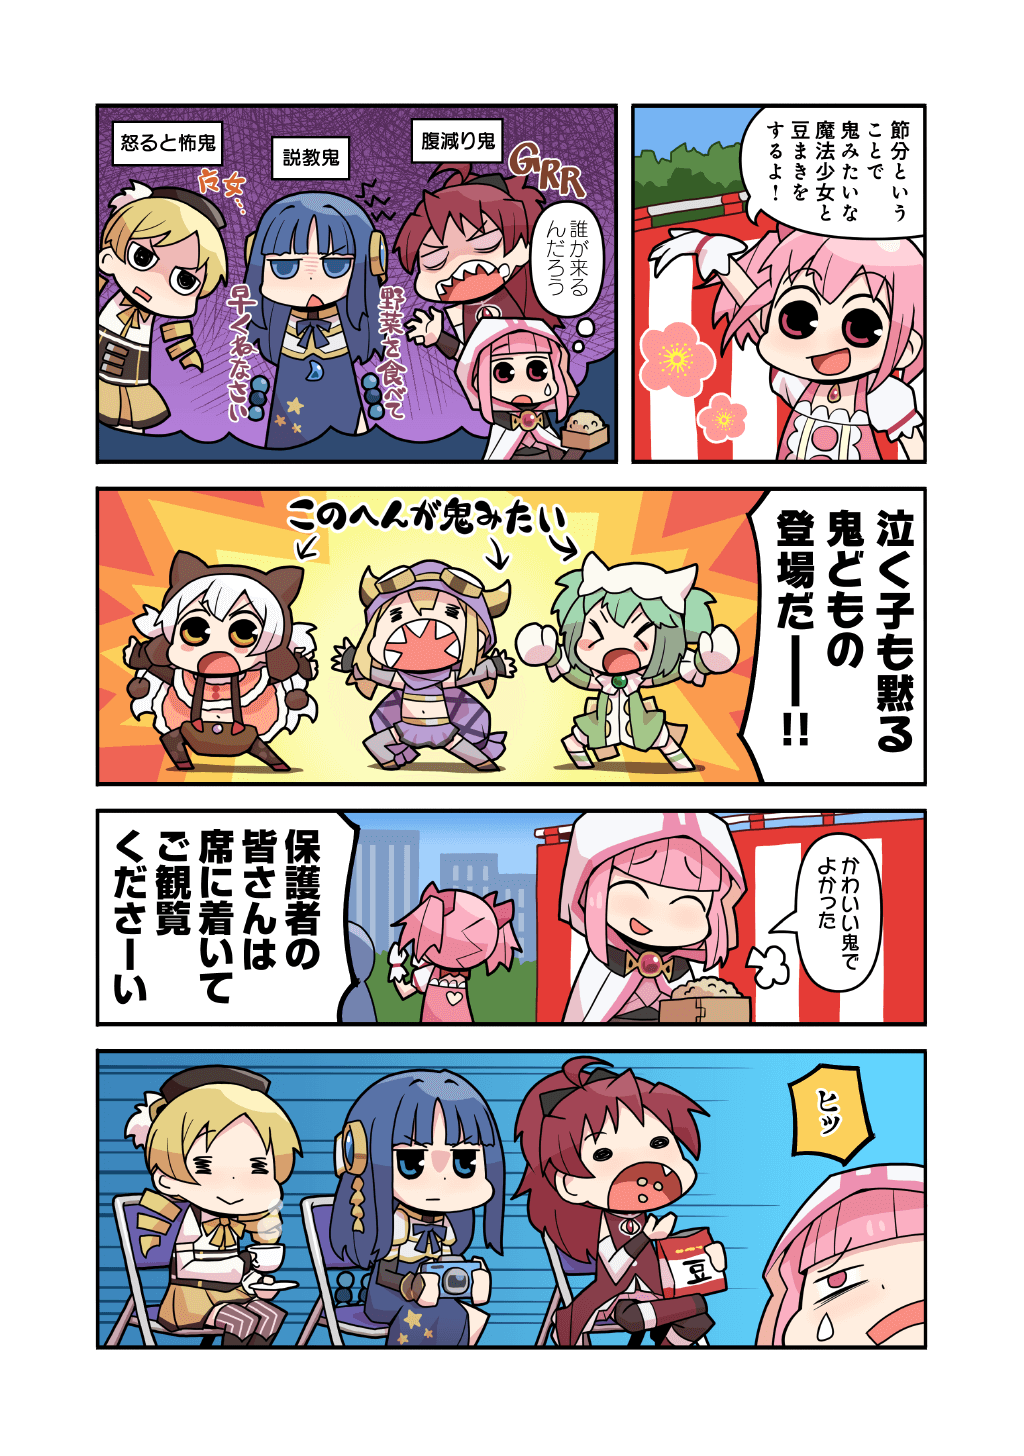 節分という
ことで
鬼みたいな
魔法少女と
豆まきを
するよ！
誰が来る
んだろう
腹減り鬼
GRR
野菜を食べて
説教鬼
早くねなさい
怒ると怖鬼
泣く子も黙る
鬼どもの
登場だ――!!
このへんが鬼みたい
かわいい鬼で
よかった
保護者の
皆さんは
席に着いて
ご観覧
くださーい
ヒッ
豆